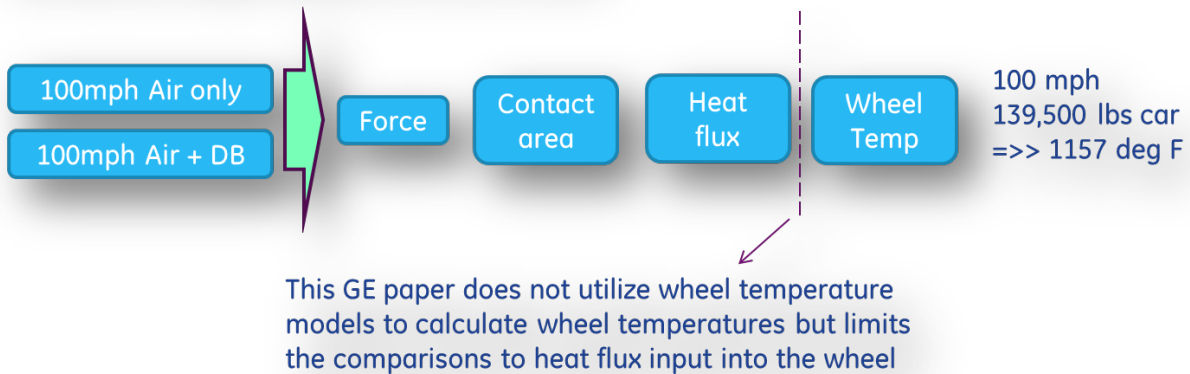 100mph Air only
100mph Air + DB
Force
Contact
area
Heat
flux
Wheel
Temp
100 mph
139,500 lbs car
=>> 1157 deg F
This GE paper does not utilize wheel temperature
models to calculate wheel temperatures but limits
the comparisons to heat flux input into the wheel